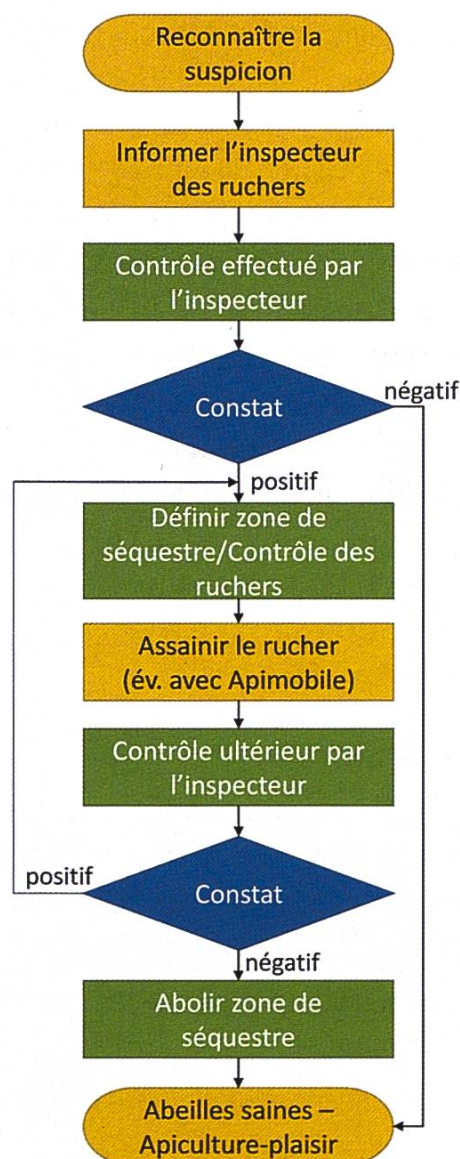 Reconnaître la
suspicion
Informer l'inspecteur
des ruchers
Contrôle effectué par
l'inspecteur
Constat
négatif
positif
Définir zone de
séquestre/Contrôle des
ruchers
Assainir le rucher
(év. avec Apimobile)
Contrôle ultérieur par
l'inspecteur
positif
Constat
négatif
Abolir zone de
séquestre
Abeilles saines –
Apiculture-plaisir